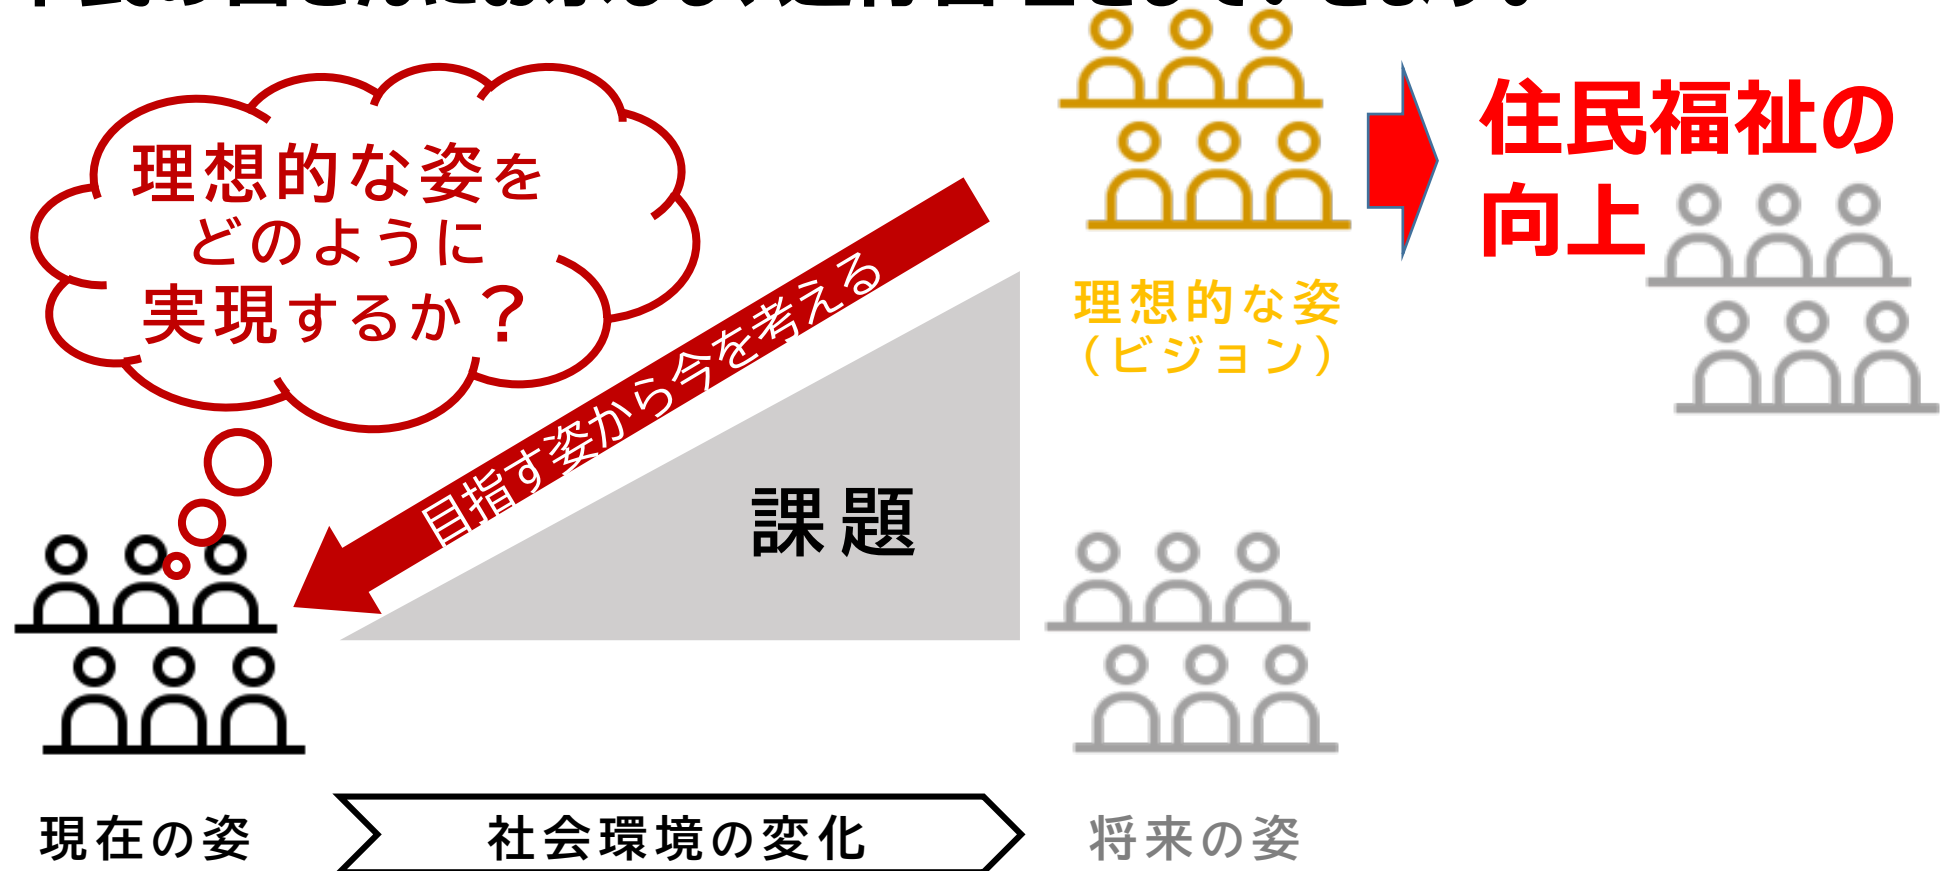 理想的な姿を
どのように
実現するか？
目指す姿から今を考える
課題
理想的な姿
（ビジョン）
住民福祉の
向上
現在の姿
社会環境の変化
将来の姿